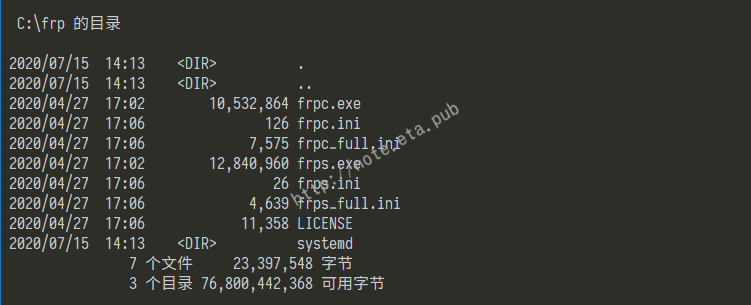 C:\frp 的目录
2020/07/15  14:13    <DIR>          .
2020/07/15  14:13    <DIR>          ..
2020/04/27  17:02        10,532,864 frpc.exe
2020/04/27  17:06               126 frpc.ini
2020/04/27  17:06             7,575 frpc_full.ini
2020/04/27  17:02        12,840,960 frps.exe
2020/04/27  17:06                26 frps.ini
2020/04/27  17:06             4,639 frps_full.ini
2020/04/27  17:06            11,358 LICENSE
2020/07/15  14:13    <DIR>          systemd
7 个文件     23,397,548 字节
3 个目录 76,800,442,368 可用字节
http://note.eta.pub